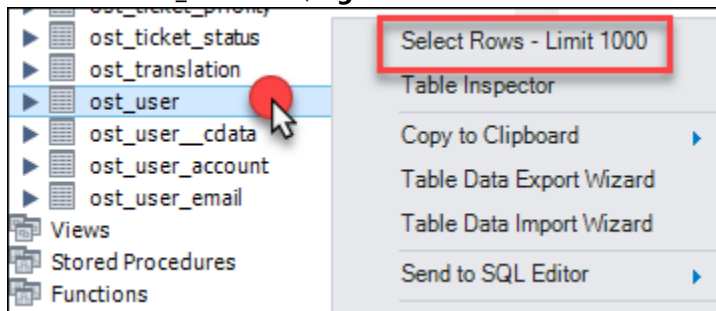 ost_ticket_priority
ost_ticket_status
ost_translation
ost_user
ost_user__cdata
ost_user_account
ost_user_email
Views
Stored Procedures
Functions
Select Rows - Limit 1000
Table Inspector
Copy to Clipboard
Table Data Export Wizard
Table Data Import Wizard
Send to SQL Editor